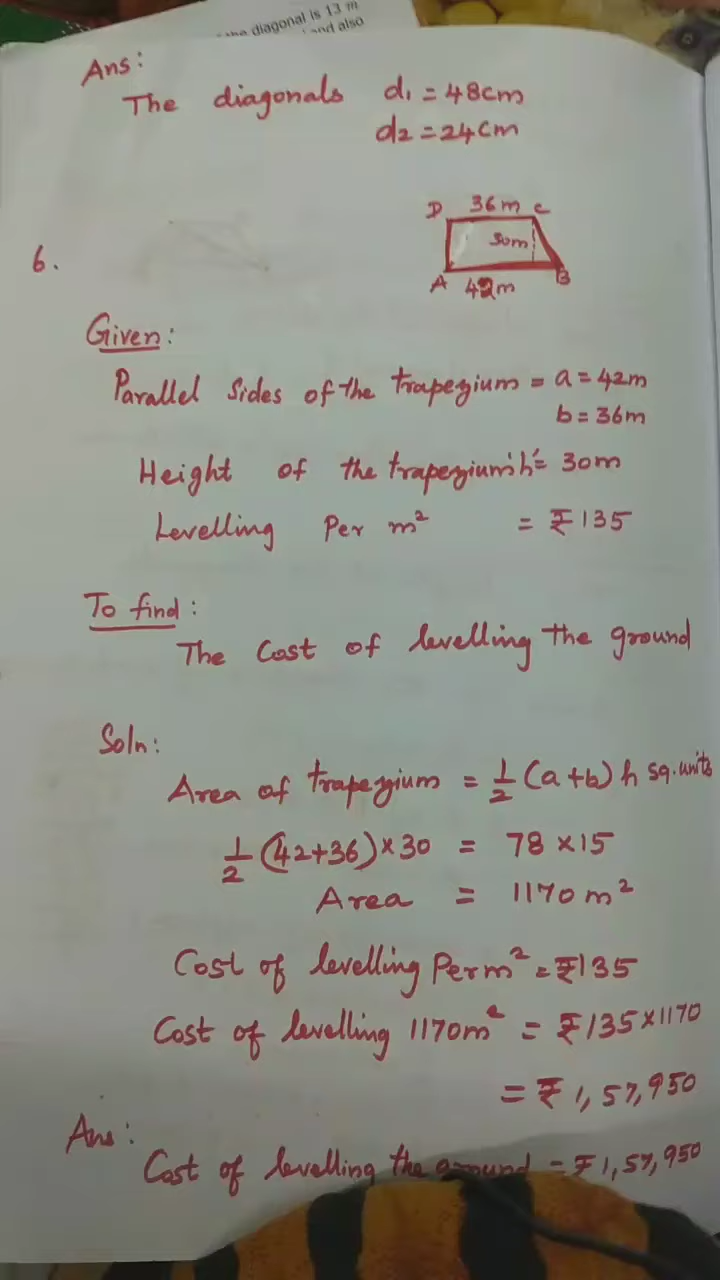 the diagonal is 13 m
and also
Ans:
The diagonals d₁ = 48cm
d₂ = 24cm
D 36m C
30m
A 42m B
6.
Given:
Parallel sides of the trapezium = a = 42m
b = 36m
Height of the trapezium 'h' = 30m
Levelling Per m² = ₹135
To find:
The Cost of levelling the ground
Soln:
Area of trapezium = 1/2 (a+b) h sq.units
1/2 (42+36)×30 = 78 ×15
Area = 1170 m²
Cost of levelling Per m² = ₹135
Cost of levelling 1170m² = ₹135×1170
= ₹ 1,57,950
Ans:
Cost of levelling the ground = ₹1,57,950